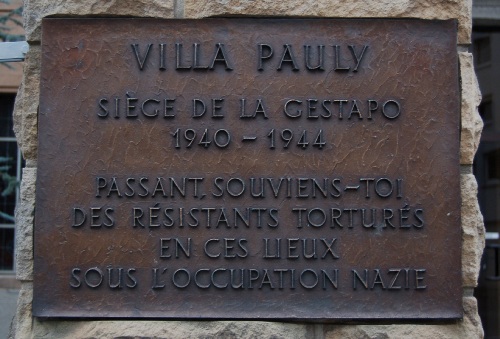 VILLA PAULY
SIÈGE DE LA GESTAPO
1940 – 1944
PASSANT, SOUVIENS–TOI
DES RÉSISTANTS TORTURÉS
EN CES LIEUX
SOUS L'OCCUPATION NAZIE